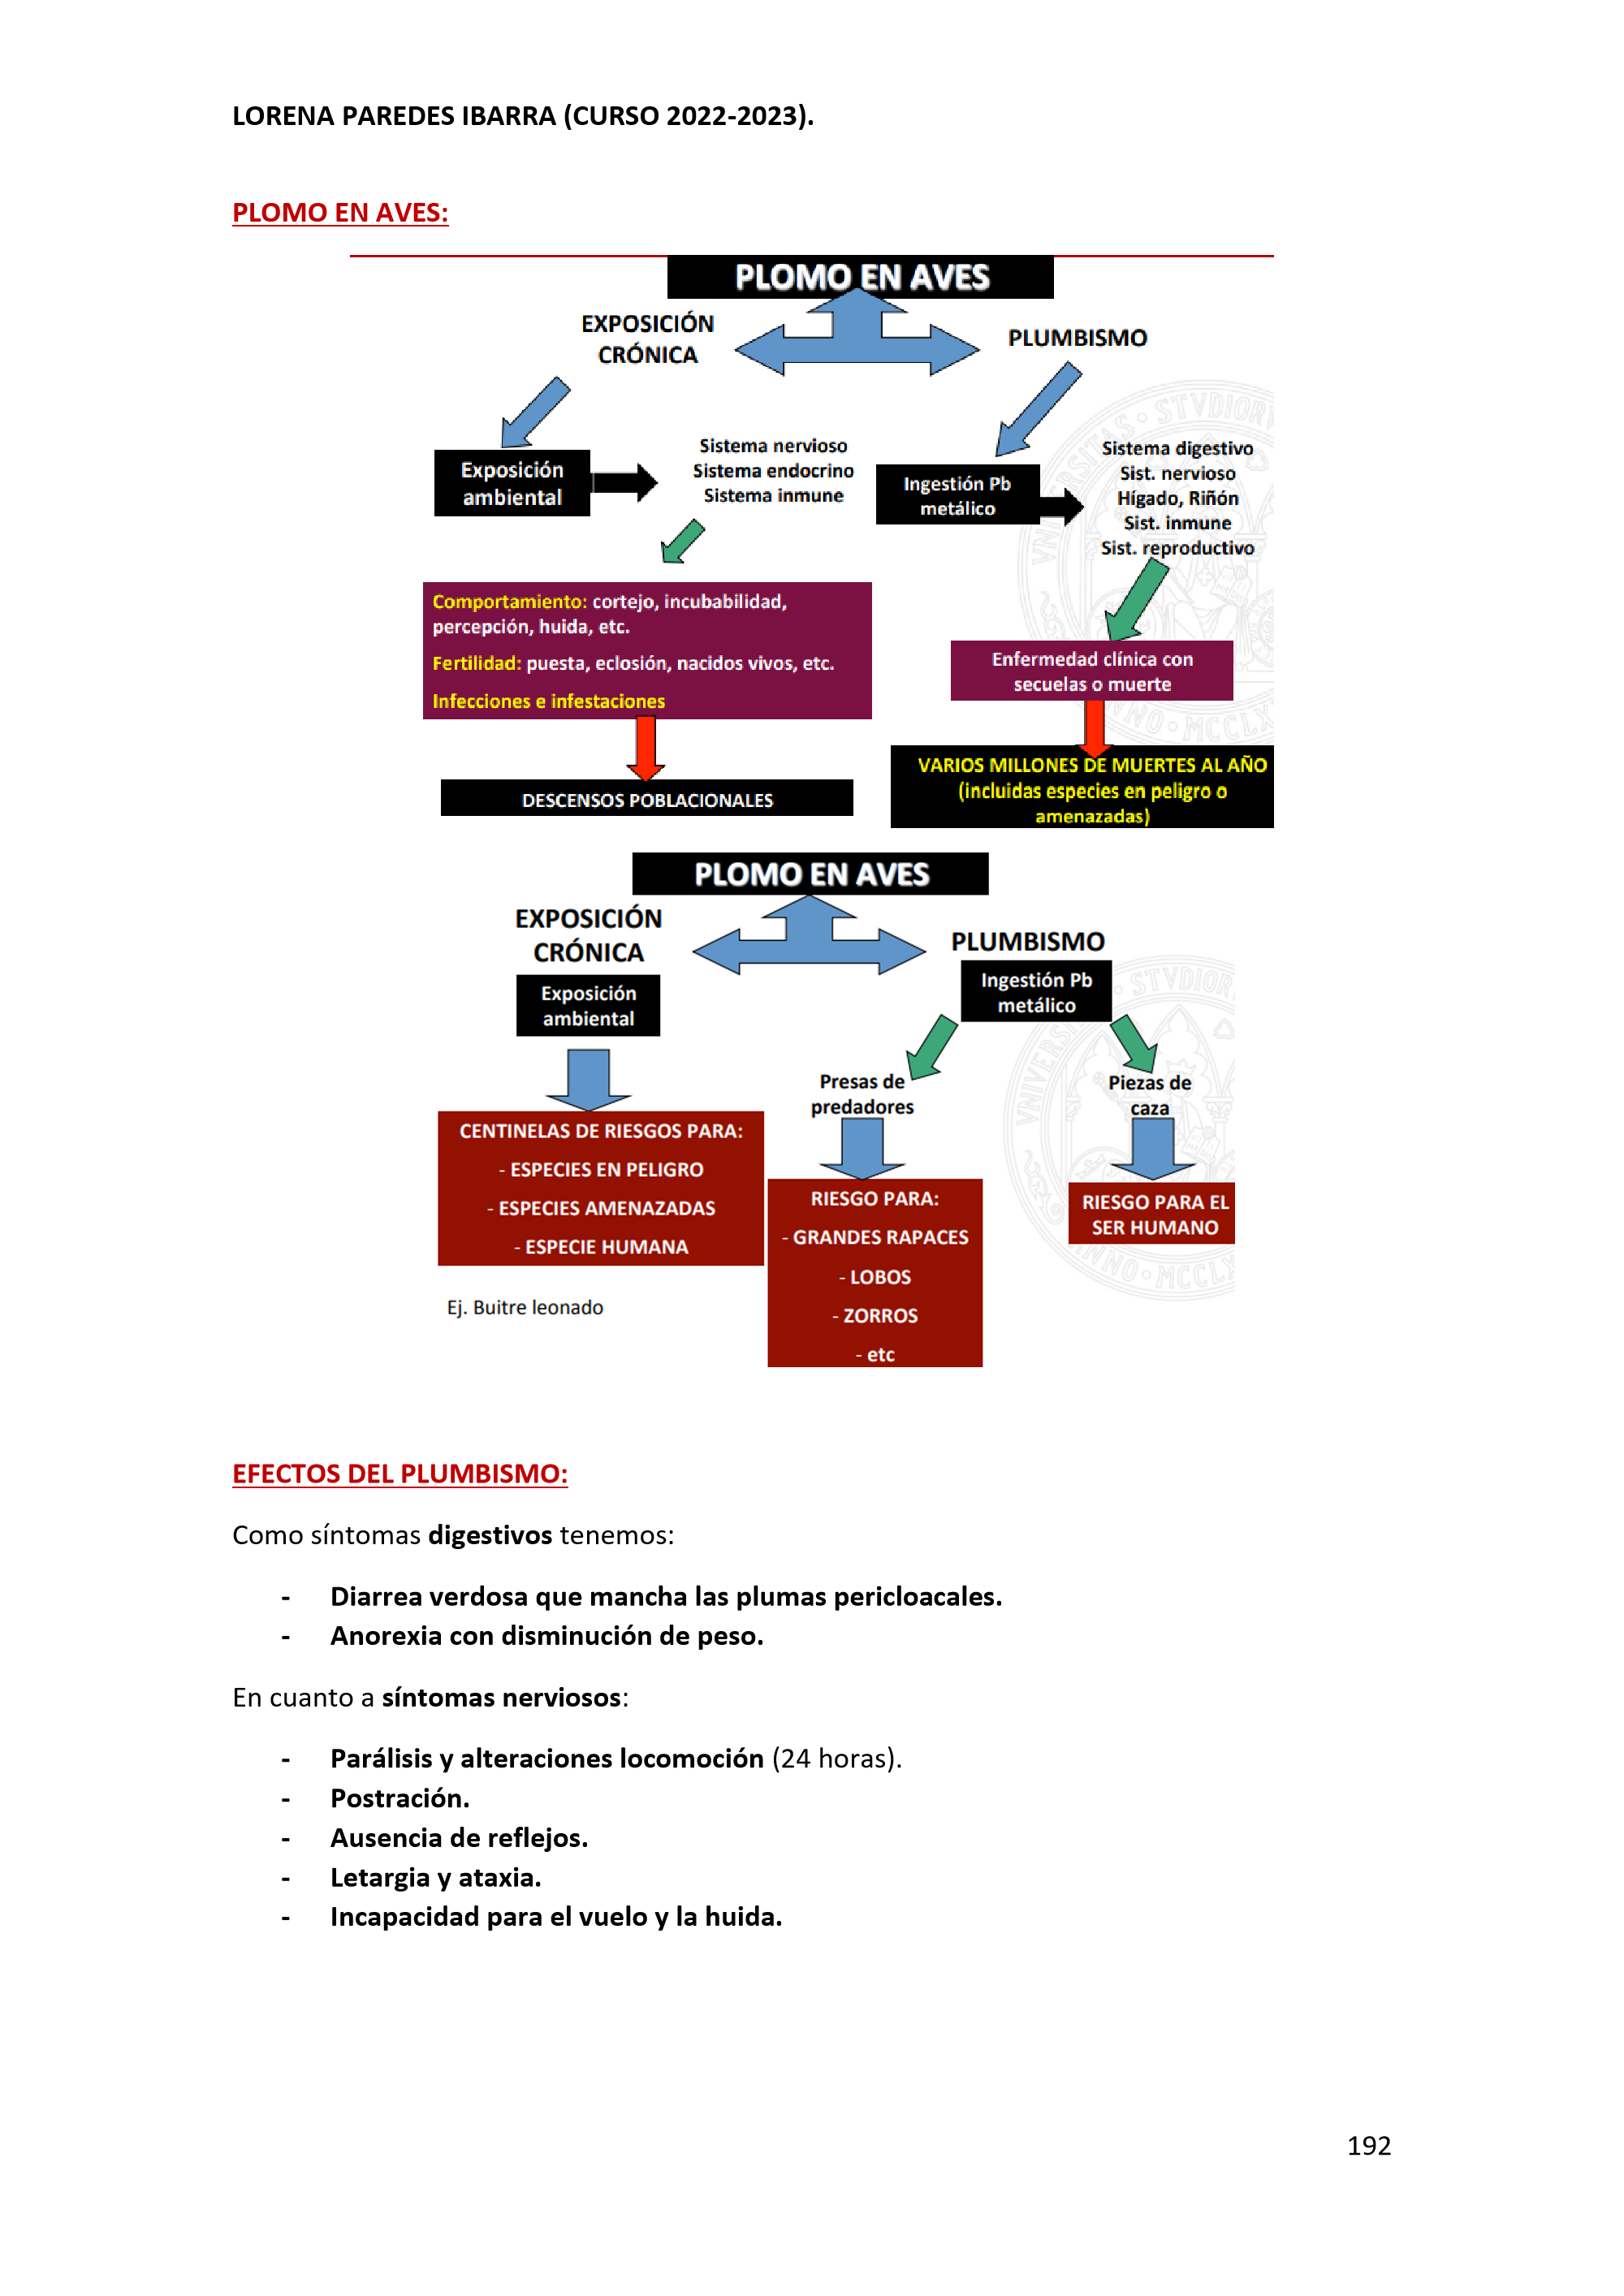 LORENA PAREDES IBARRA (CURSO 2022-2023).
PLOMO EN AVES:
PLOMO EN AVES
EXPOSICIÓN
CRÓNICA
PLUMBISMO
Exposición
ambiental
Sistema nervioso
Sistema endocrino
Sistema inmune
Ingestión Pb
metálico
Sistema digestivo
Sist. nervioso
Hígado, Riñón
Sist. inmune
Sist. reproductivo
Comportamiento: cortejo, incubabilidad,
percepción, huida, etc.
Fertilidad: puesta, eclosión, nacidos vivos, etc.
Infecciones e infestaciones
Enfermedad clínica con
secuelas o muerte
DESCENSOS POBLACIONALES
VARIOS MILLONES DE MUERTES AL AÑO
(incluidas especies en peligro o
amenazadas)
PLOMO EN AVES
EXPOSICIÓN
CRÓNICA
PLUMBISMO
Exposición
ambiental
Ingestión Pb
metálico
Presas de
predadores
Piezas de
caza
CENTINELAS DE RIESGOS PARA:
- ESPECIES EN PELIGRO
- ESPECIES AMENAZADAS
- ESPECIE HUMANA
RIESGO PARA:
- GRANDES RAPACES
- LOBOS
- ZORROS
- etc
RIESGO PARA EL
SER HUMANO
Ej. Buitre leonado
EFECTOS DEL PLUMBISMO:
Como síntomas digestivos tenemos:
- Diarrea verdosa que mancha las plumas pericloacales.
- Anorexia con disminución de peso.
En cuanto a síntomas nerviosos:
- Parálisis y alteraciones locomoción (24 horas).
- Postración.
- Ausencia de reflejos.
- Letargia y ataxia.
- Incapacidad para el vuelo y la huida.
192